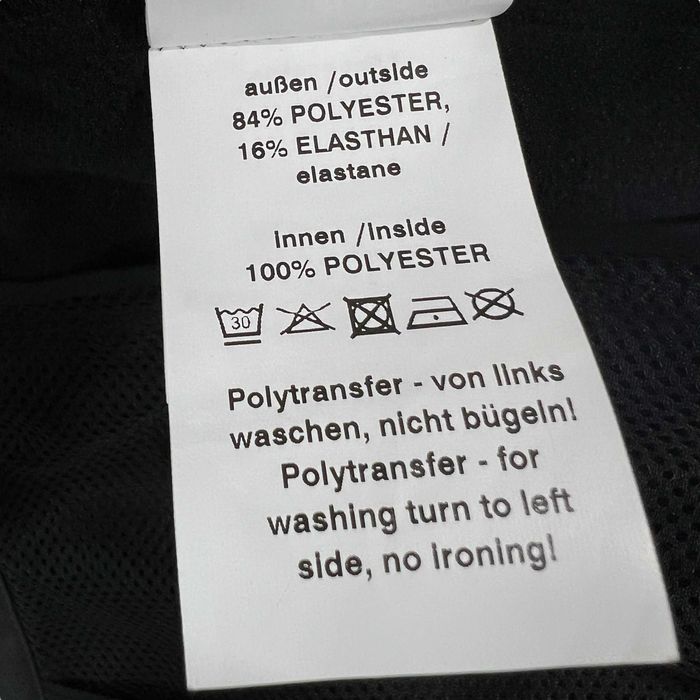 außen /outside
84% POLYESTER,
16% ELASTHAN /
elastane
innen /inside
100% POLYESTER
30
Polytransfer - von links
waschen, nicht bügeln!
Polytransfer - for
washing turn to left
side, no ironing!